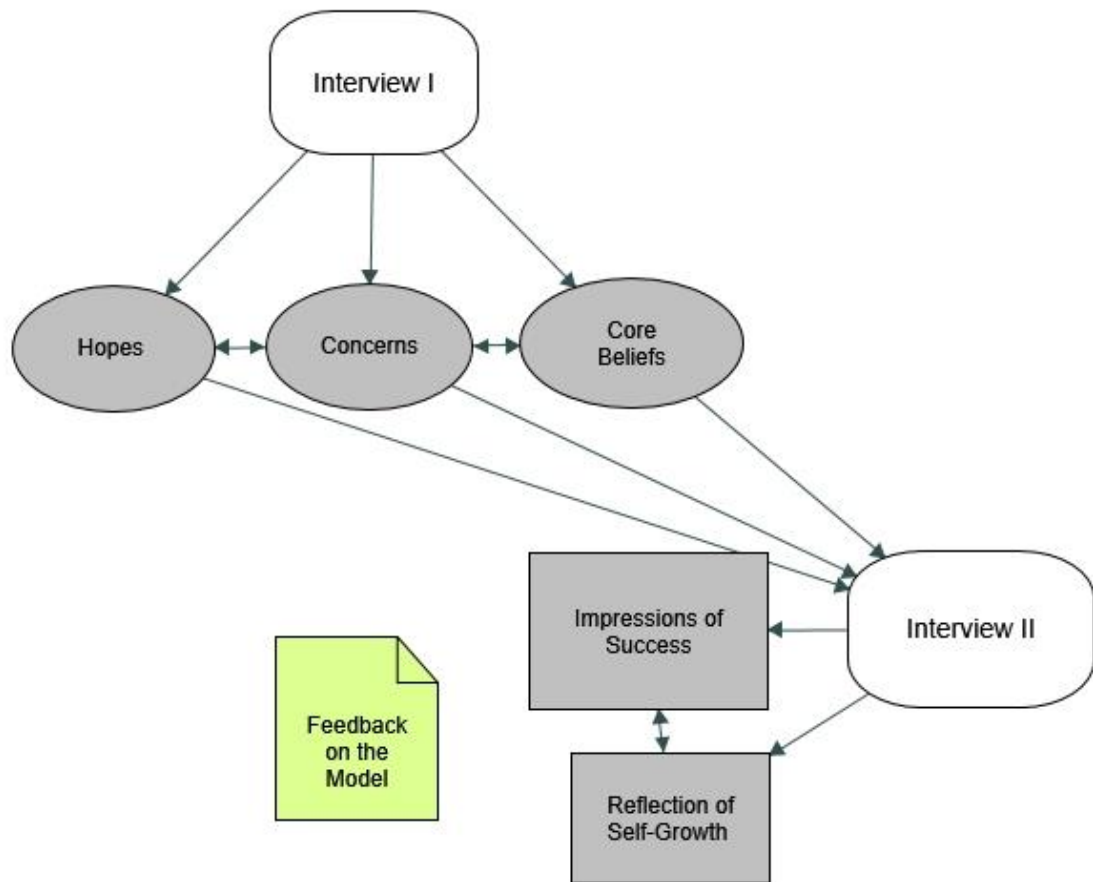 Interview I
Hopes
Concerns
Core
Beliefs
Impressions of
Success
Interview II
Feedback
on the
Model
Reflection of
Self-Growth